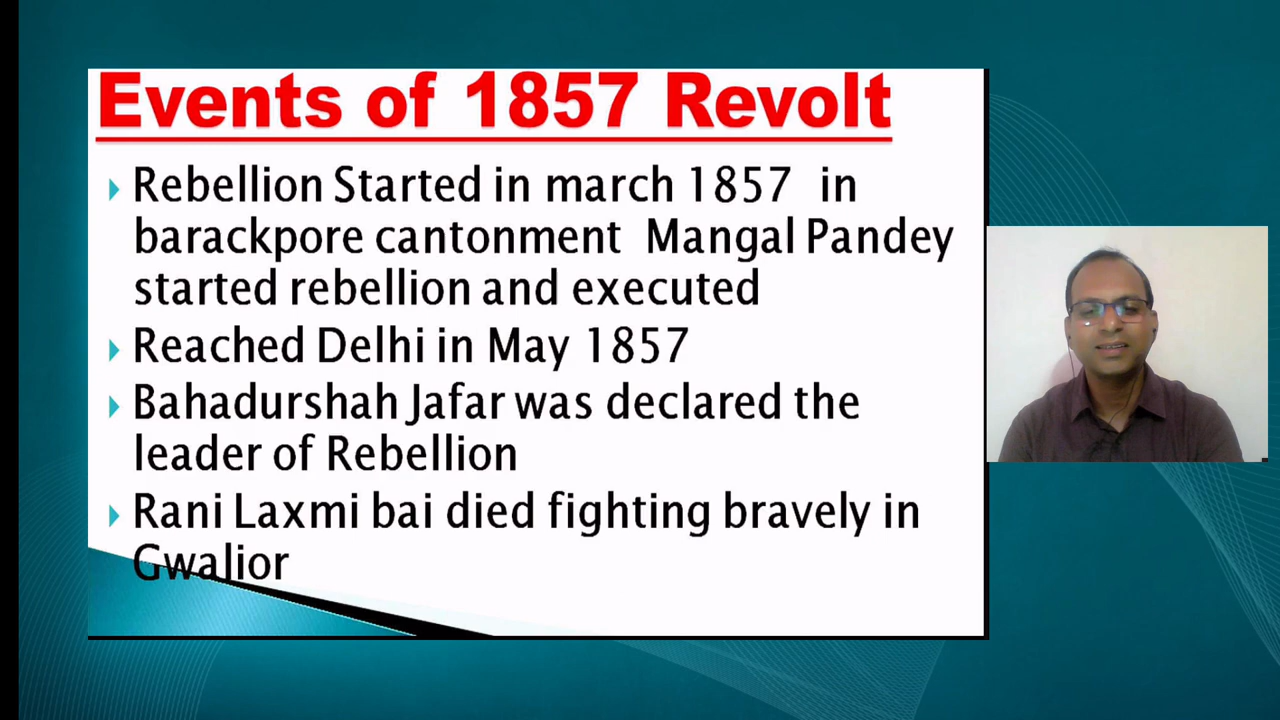 Events of 1857 Revolt
Rebellion Started in march 1857 in
barackpore cantonment Mangal Pandey
started rebellion and executed
Reached Delhi in May 1857
Bahadurshah Jafar was declared the
leader of Rebellion
Rani Laxmi bai died fighting bravely in
Gwalior